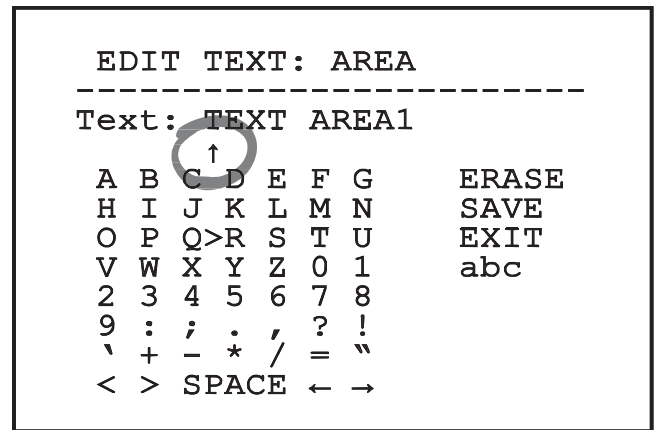 EDIT TEXT: AREA
------------------------
Text: TEXT AREA1
↑
A B C D E F G ERASE
H I J K L M N SAVE
O P Q>R S T U EXIT
V W X Y Z 0 1 abc
2 3 4 5 6 7 8
9 : ; . , ? !
‵ + – * / = ‶
< > SPACE ← →